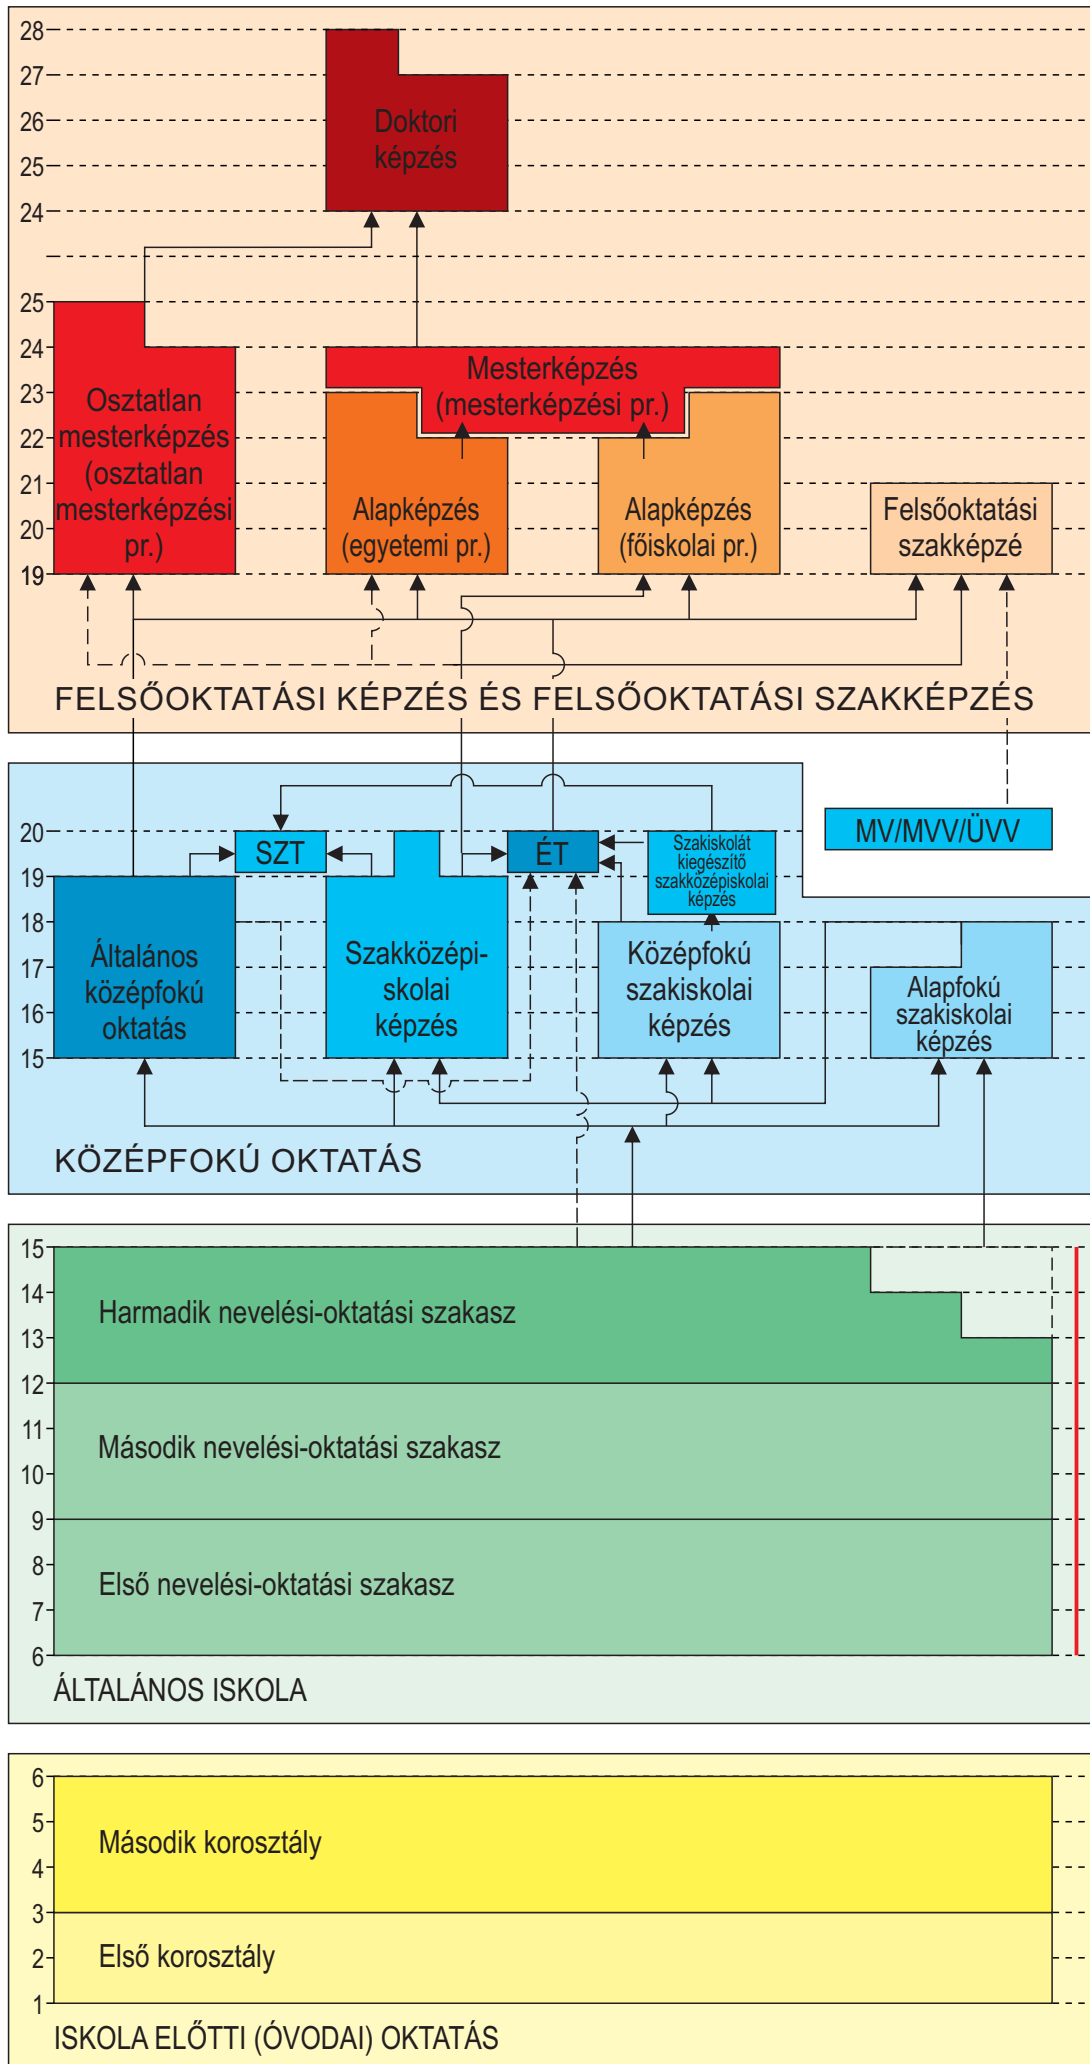 28
27
26
25
24
Doktori
képzés
25
24
23
22
21
20
19
Osztatlan
mesterképzés
(osztatlan
mesterképzési
pr.)
Mesterképzés
(mesterképzési pr.)
Alapképzés
(egyetemi pr.)
Alapképzés
(főiskolai pr.)
Felsőoktatási
szakképzé
FELSŐOKTATÁSI KÉPZÉS ÉS FELSŐOKTATÁSI SZAKKÉPZÉS
20
19
18
17
16
15
SZT
ÉT
Szakiskolát
kiegészítő
szakközépiskolai
képzés
MV/MVV/ÜVV
Általános
középfokú
oktatás
Szakközépi-
skolai
képzés
Középfokú
szakiskolai
képzés
Alapfokú
szakiskolai
képzés
KÖZÉPFOKÚ OKTATÁS
15
14
13
12
11
10
9
8
7
6
Harmadik nevelési-oktatási szakasz
Második nevelési-oktatási szakasz
Első nevelési-oktatási szakasz
ÁLTALÁNOS ISKOLA
6
5
4
3
2
1
Második korosztály
Első korosztály
ISKOLA ELŐTTI (ÓVODAI) OKTATÁS